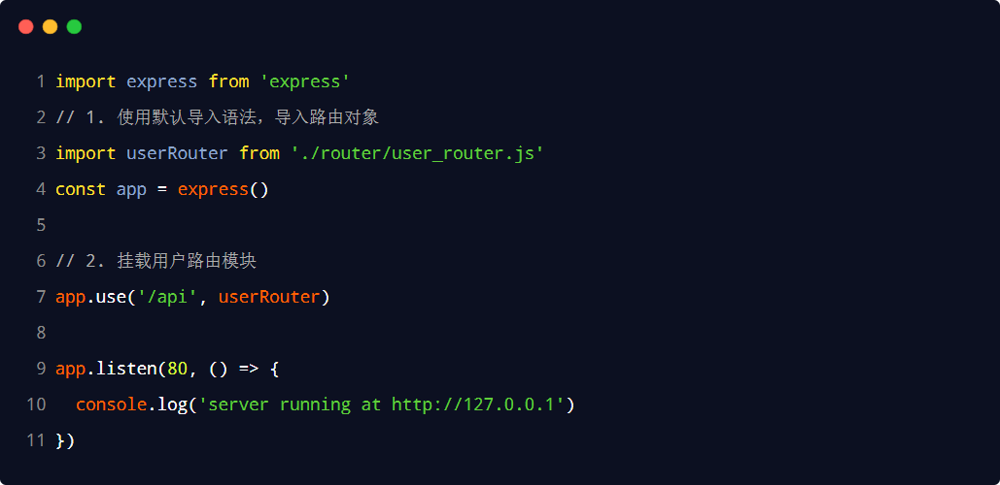 1 import express from 'express'
2 // 1. 使用默认导入语法，导入路由对象
3 import userRouter from './router/user_router.js'
4 const app = express()
5
6 // 2. 挂载用户路由模块
7 app.use('/api', userRouter)
8
9 app.listen(80, () => {
10   console.log('server running at http://127.0.0.1')
11 })